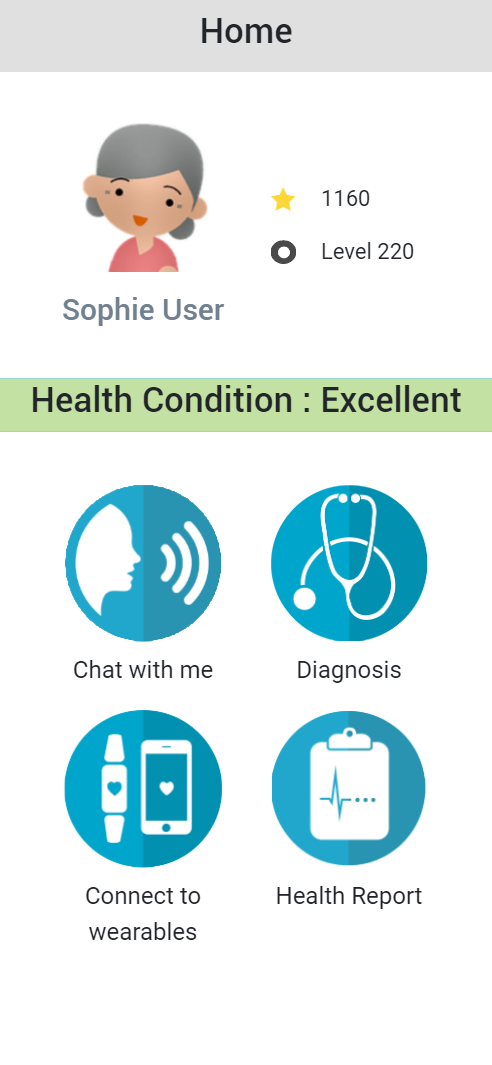 Home
1160
Level 220
Sophie User
Health Condition : Excellent
Chat with me
Diagnosis
Connect to
wearables
Health Report